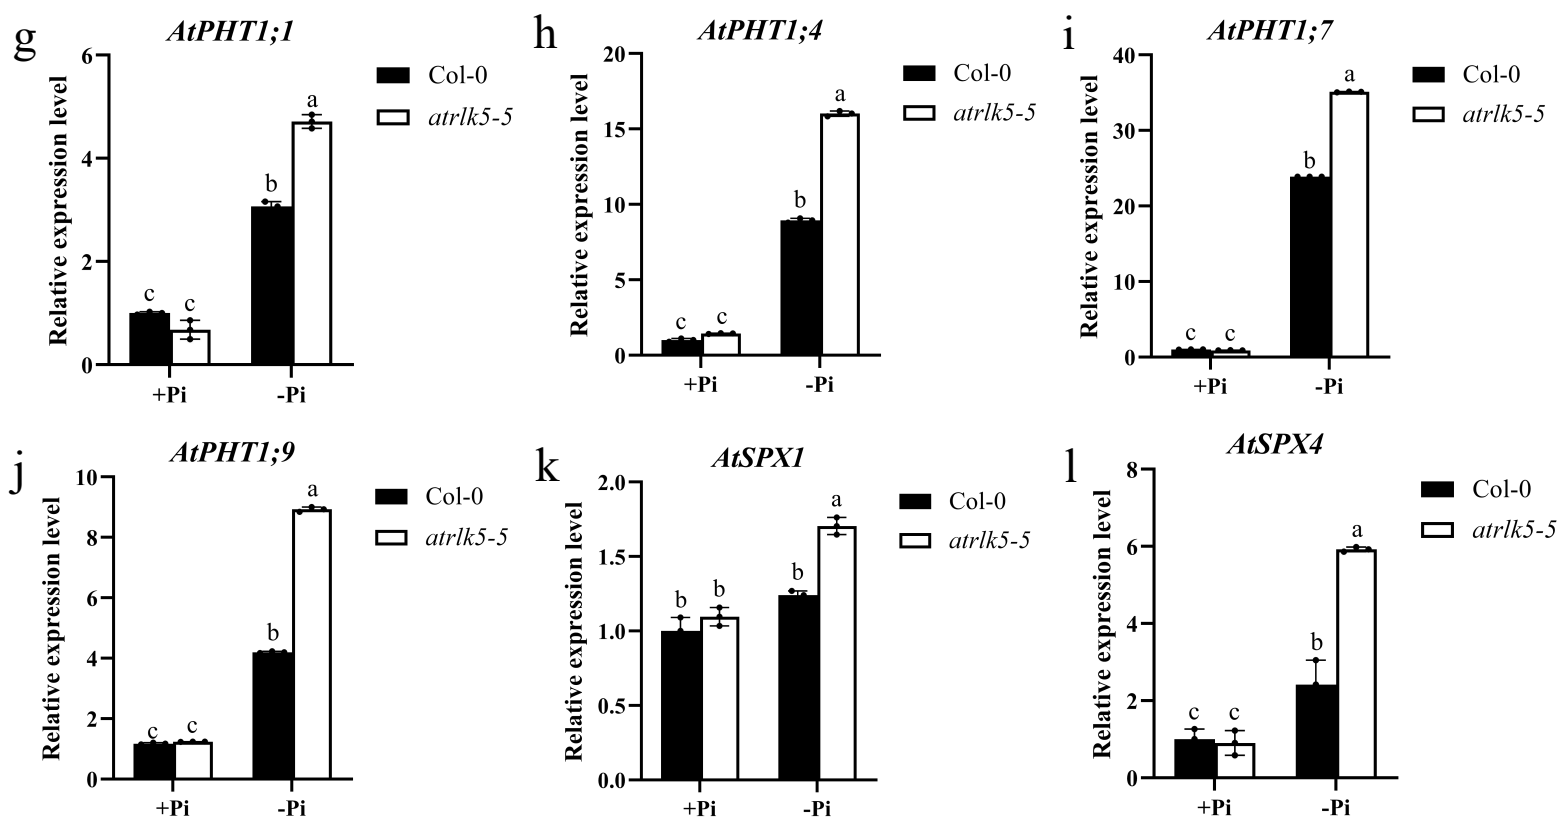 g
AtPHT1;1
Relative expression level
6
4
2
0
c
c
b
a
+Pi
-Pi
Col-0
atrlk5-5
h
AtPHT1;4
Relative expression level
20
15
10
5
0
c
c
b
a
+Pi
-Pi
Col-0
atrlk5-5
i
AtPHT1;7
Relative expression level
40
30
20
10
0
c
c
b
a
+Pi
-Pi
Col-0
atrlk5-5
j
AtPHT1;9
Relative expression level
10
8
6
4
2
0
c
c
b
a
+Pi
-Pi
Col-0
atrlk5-5
k
AtSPX1
Relative expression level
2.0
1.5
1.0
0.5
0.0
b
b
b
a
+Pi
-Pi
Col-0
atrlk5-5
l
AtSPX4
Relative expression level
8
6
4
2
0
c
c
b
a
+Pi
-Pi
Col-0
atrlk5-5